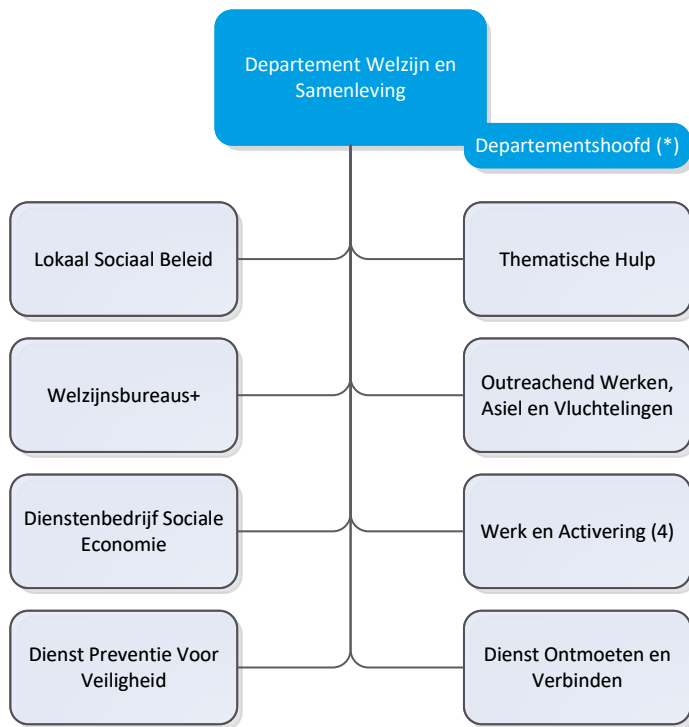 Departement Welzijn en
Samenleving
Departementshoofd (*)
Lokaal Sociaal Beleid
Thematische Hulp
Welzijnsbureaus+
Outreachend Werken,
Asiel en Vluchtelingen
Dienstenbedrijf Sociale
Economie
Werk en Activering (4)
Dienst Preventie Voor
Veiligheid
Dienst Ontmoeten en
Verbinden